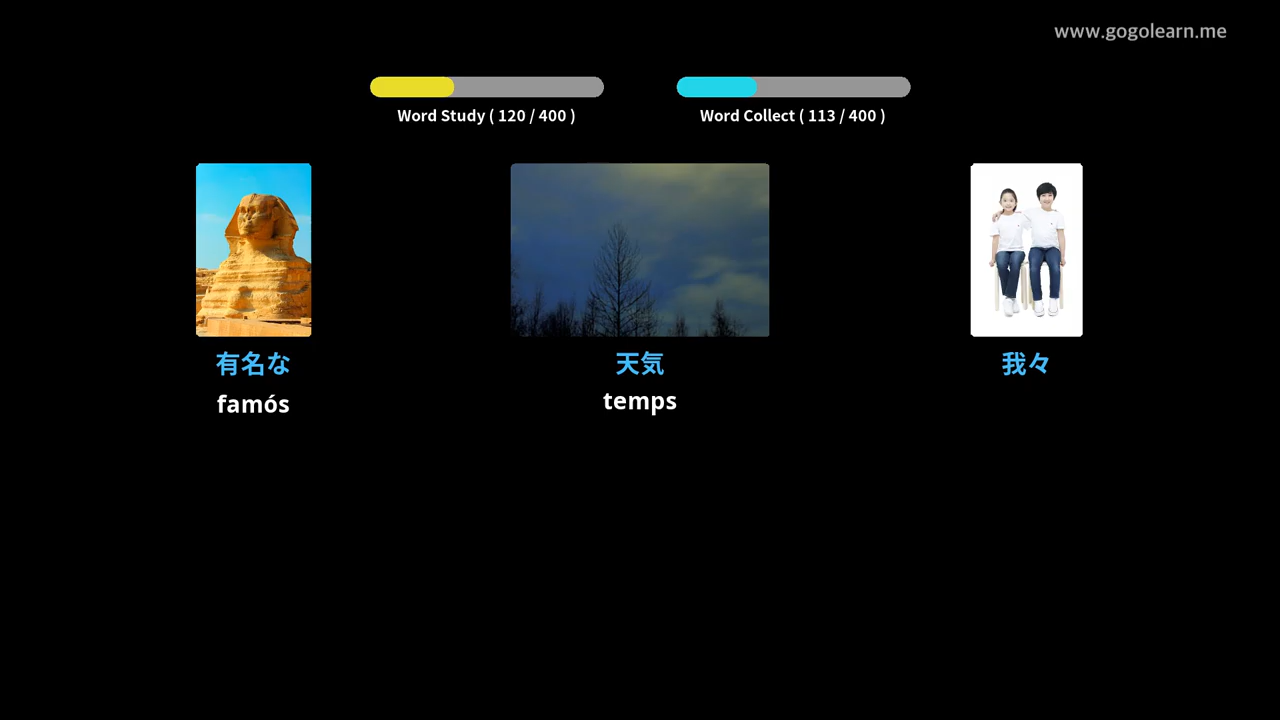 www.gogolearn.me
Word Study ( 120 / 400 )
Word Collect ( 113 / 400 )
有名な
famós
天気
temps
我々